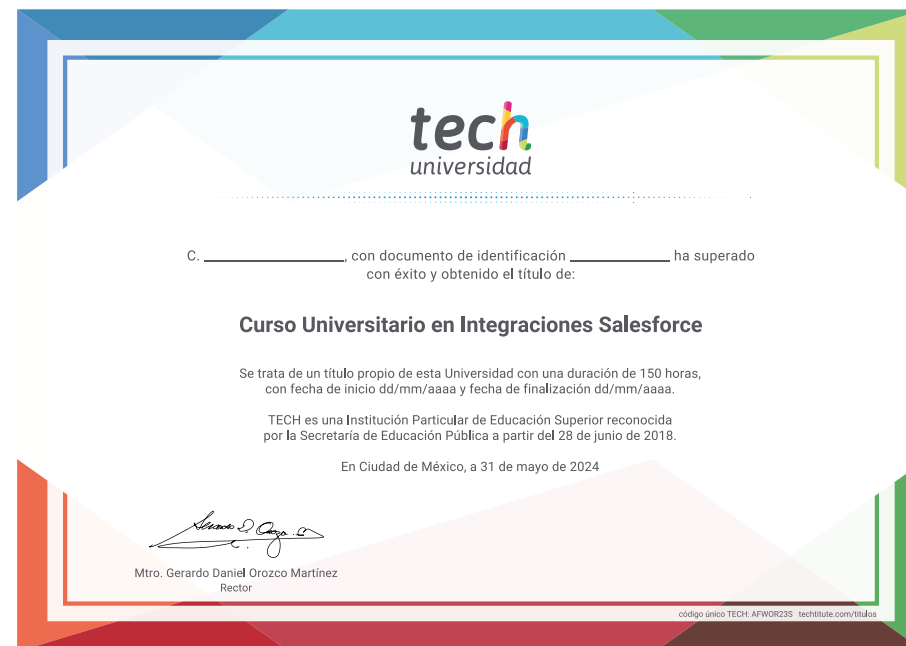 tech
universidad
C. ____________________, con documento de identificación ______________ ha superado
con éxito y obtenido el título de:
Curso Universitario en Integraciones Salesforce
Se trata de un título propio de esta Universidad con una duración de 150 horas,
con fecha de inicio dd/mm/aaaa y fecha de finalización dd/mm/aaaa.
TECH es una Institución Particular de Educación Superior reconocida
por la Secretaría de Educación Pública a partir del 28 de junio de 2018.
En Ciudad de México, a 31 de mayo de 2024
Mtro. Gerardo Daniel Orozco Martínez
Rector
código único TECH: AFWOR23S techtitute.com/titulos